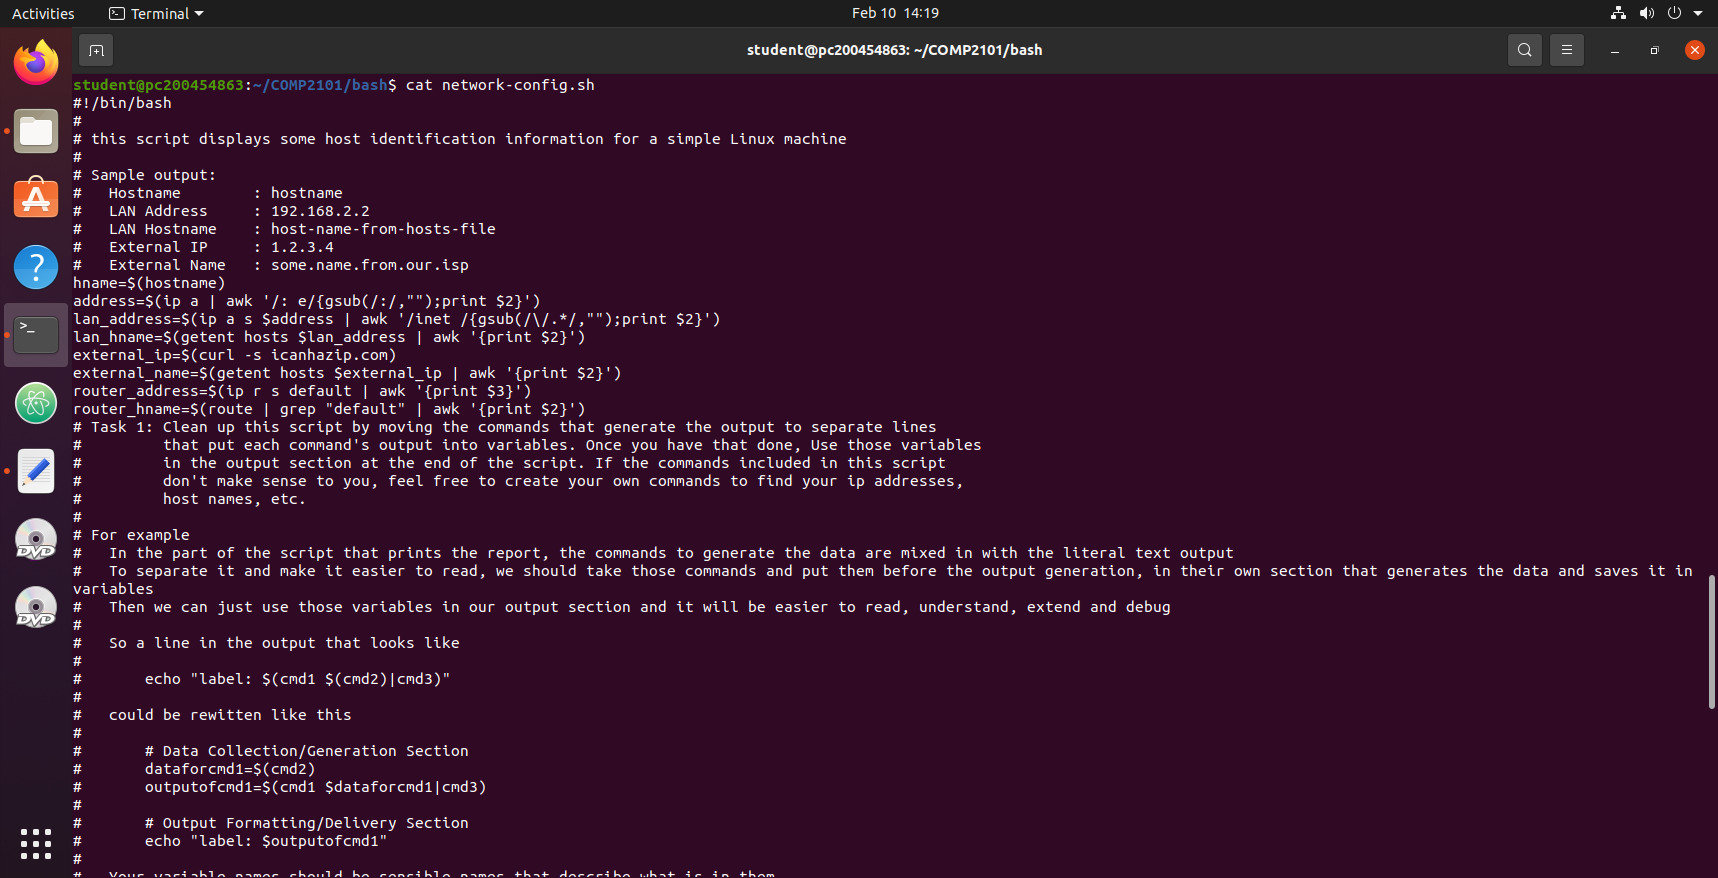 Activities Terminal Feb 10 14:19
student@pc200454863: ~/COMP2101/bash
student@pc200454863:~/COMP2101/bash$ cat network-config.sh
#!/bin/bash
#
# this script displays some host identification information for a simple Linux machine
#
# Sample output:
#   Hostname        : hostname
#   LAN Address     : 192.168.2.2
#   LAN Hostname    : host-name-from-hosts-file
#   External IP     : 1.2.3.4
#   External Name   : some.name.from.our.isp
hname=$(hostname)
address=$(ip a | awk '/: e/{gsub(/:/,"");print $2}')
lan_address=$(ip a s $address | awk '/inet /{gsub(/\/.*/,"");print $2}')
lan_hname=$(getent hosts $lan_address | awk '{print $2}')
external_ip=$(curl -s icanhazip.com)
external_name=$(getent hosts $external_ip | awk '{print $2}')
router_address=$(ip r s default | awk '{print $3}')
router_hname=$(route | grep "default" | awk '{print $2}')
# Task 1: Clean up this script by moving the commands that generate the output to separate lines
#         that put each command's output into variables. Once you have that done, Use those variables
#         in the output section at the end of the script. If the commands included in this script
#         don't make sense to you, feel free to create your own commands to find your ip addresses,
#         host names, etc.
#
# For example
#   In the part of the script that prints the report, the commands to generate the data are mixed in with the literal text output
#   To separate it and make it easier to read, we should take those commands and put them before the output generation, in their own section that generates the data and saves it in
variables
#   Then we can just use those variables in our output section and it will be easier to read, understand, extend and debug
#
#   So a line in the output that looks like
#
#       echo "label: $(cmd1 $(cmd2)|cmd3)"
#
#   could be rewitten like this
#
#       # Data Collection/Generation Section
#       dataforcmd1=$(cmd2)
#       outputofcmd1=$(cmd1 $dataforcmd1|cmd3)
#
#       # Output Formatting/Delivery Section
#       echo "label: $outputofcmd1"
#
#   Your variable names should be sensible names that describe what is in them
DVD
DVD